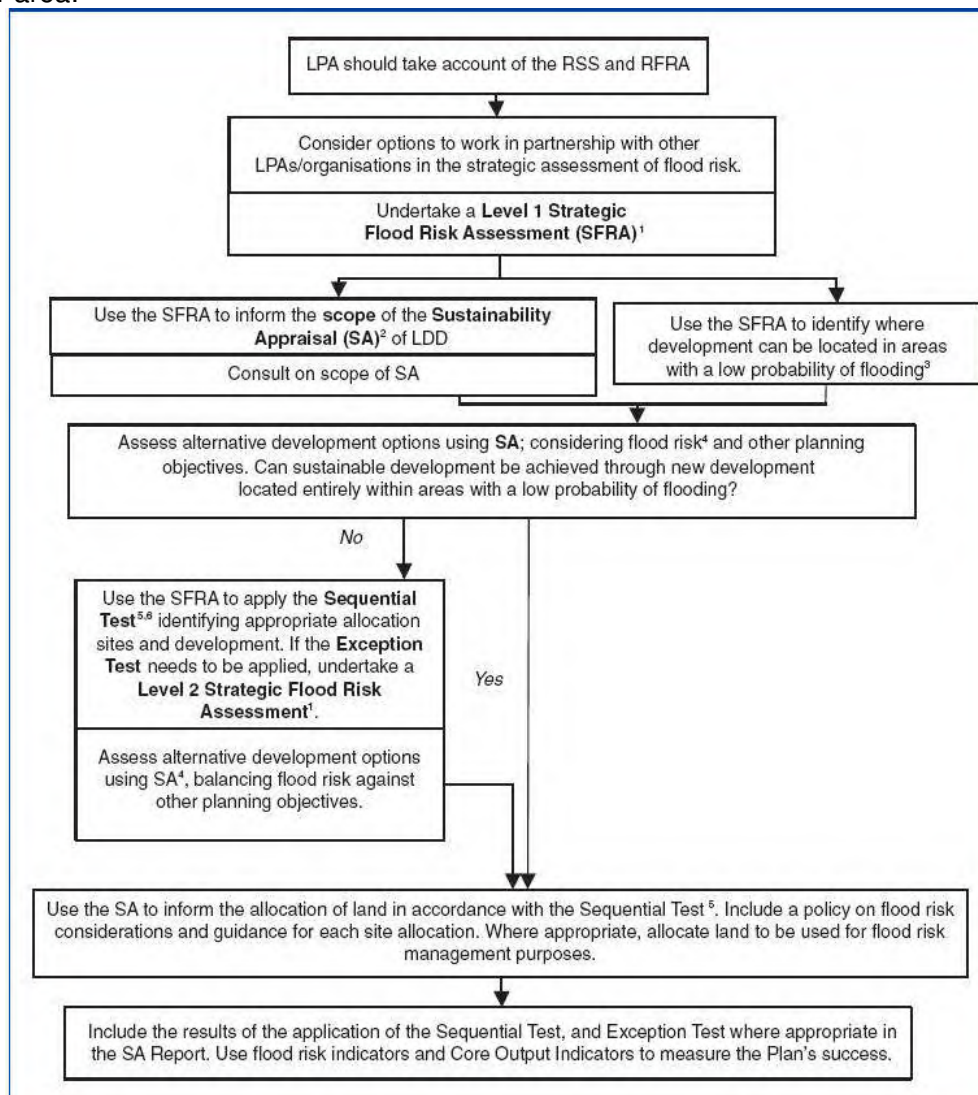 area.
LPA should take account of the RSS and RFRA
Consider options to work in partnership with other
LPAs/organisations in the strategic assessment of flood risk.
Undertake a Level 1 Strategic
Flood Risk Assessment (SFRA)¹
Use the SFRA to inform the scope of the Sustainability
Appraisal (SA)² of LDD
Consult on scope of SA
Use the SFRA to identify where
development can be located in areas
with a low probability of flooding³
Assess alternative development options using SA; considering flood risk⁴ and other planning
objectives. Can sustainable development be achieved through new development
located entirely within areas with a low probability of flooding?
No
Yes
Use the SFRA to apply the Sequential
Test⁵,⁶ identifying appropriate allocation
sites and development. If the Exception
Test needs to be applied, undertake a
Level 2 Strategic Flood Risk
Assessment¹.
Assess alternative development options
using SA⁴, balancing flood risk against
other planning objectives.
Use the SA to inform the allocation of land in accordance with the Sequential Test ⁵. Include a policy on flood risk
considerations and guidance for each site allocation. Where appropriate, allocate land to be used for flood risk
management purposes.
Include the results of the application of the Sequential Test, and Exception Test where appropriate in
the SA Report. Use flood risk indicators and Core Output Indicators to measure the Plan's success.